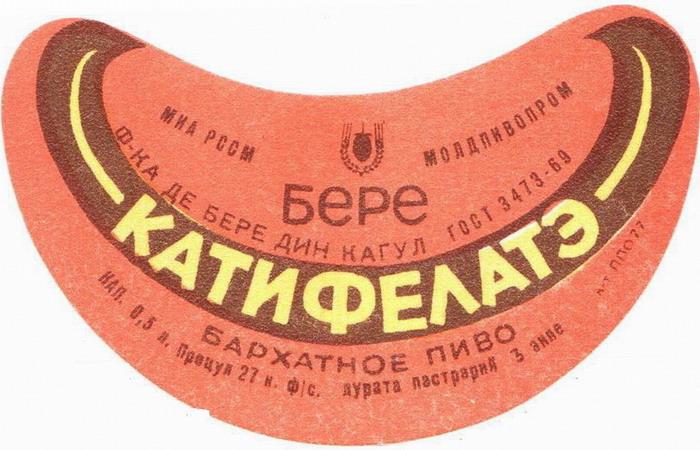 МИА РССМ
МОЛДПИВОПРОМ
Бере
Ф-КА ДЕ БЕРЕ ДИН КАГУЛ
ГОСТ 3473-69
КАТИФЕЛАТЭ
БАРХАТНОЕ ПИВО
КАП. 0,5 л. Прецул 27 к. ф/с. дурата пастрарий 3 зиле